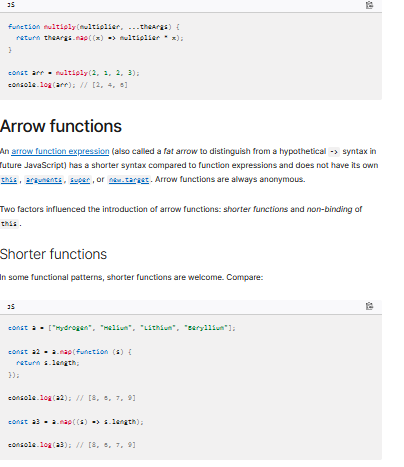 JS
function multiply(multiplier, ...theArgs) {
  return theArgs.map((x) => multiplier * x);
}
const arr = multiply(2, 1, 2, 3);
console.log(arr); // [2, 4, 6]
Arrow functions
An arrow function expression (also called a fat arrow to distinguish from a hypothetical -> syntax in
future JavaScript) has a shorter syntax compared to function expressions and does not have its own
this, arguments, super, or new.target. Arrow functions are always anonymous.
Two factors influenced the introduction of arrow functions: shorter functions and non-binding of
this.
Shorter functions
In some functional patterns, shorter functions are welcome. Compare:
JS
const a = ["Hydrogen", "Helium", "Lithium", "Beryllium"];
const a2 = a.map(function (s) {
  return s.length;
});
console.log(a2); // [8, 6, 7, 9]
const a3 = a.map((s) => s.length);
console.log(a3); // [8, 6, 7, 9]